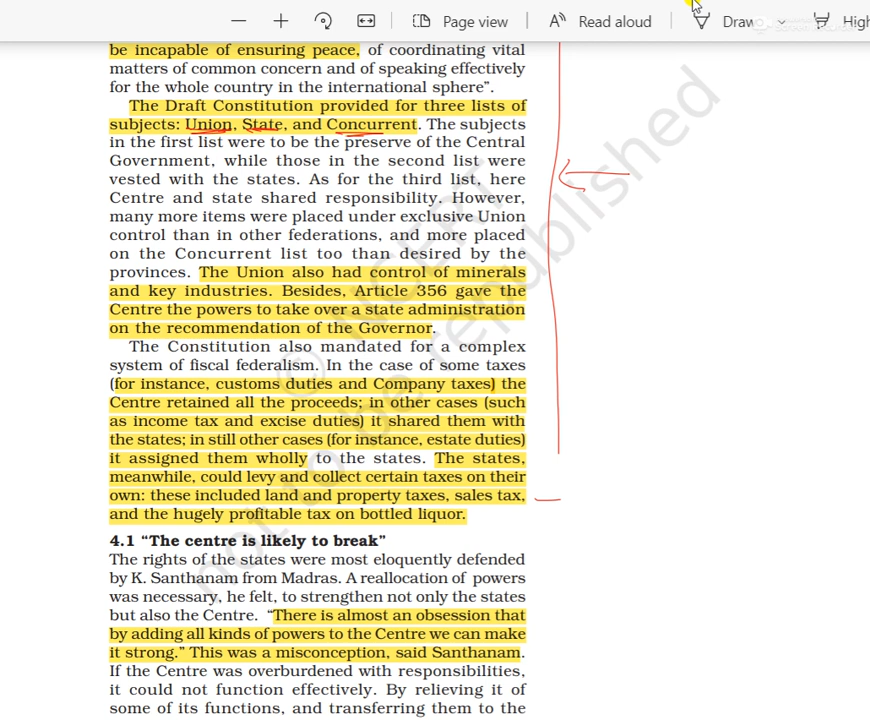 Page view
Read aloud
Draw
High
be incapable of ensuring peace, of coordinating vital
matters of common concern and of speaking effectively
for the whole country in the international sphere”.
The Draft Constitution provided for three lists of
subjects: Union, State, and Concurrent. The subjects
in the first list were to be the preserve of the Central
Government, while those in the second list were
vested with the states. As for the third list, here
Centre and state shared responsibility. However,
many more items were placed under exclusive Union
control than in other federations, and more placed
on the Concurrent list too than desired by the
provinces. The Union also had control of minerals
and key industries. Besides, Article 356 gave the
Centre the powers to take over a state administration
on the recommendation of the Governor.
The Constitution also mandated for a complex
system of fiscal federalism. In the case of some taxes
(for instance, customs duties and Company taxes) the
Centre retained all the proceeds; in other cases (such
as income tax and excise duties) it shared them with
the states; in still other cases (for instance, estate duties)
it assigned them wholly to the states. The states,
meanwhile, could levy and collect certain taxes on their
own: these included land and property taxes, sales tax,
and the hugely profitable tax on bottled liquor.
4.1 “The centre is likely to break”
The rights of the states were most eloquently defended
by K. Santhanam from Madras. A reallocation of powers
was necessary, he felt, to strengthen not only the states
but also the Centre. “There is almost an obsession that
by adding all kinds of powers to the Centre we can make
it strong.” This was a misconception, said Santhanam.
If the Centre was overburdened with responsibilities,
it could not function effectively. By relieving it of
some of its functions, and transferring them to the
© NCERT
not to be republished